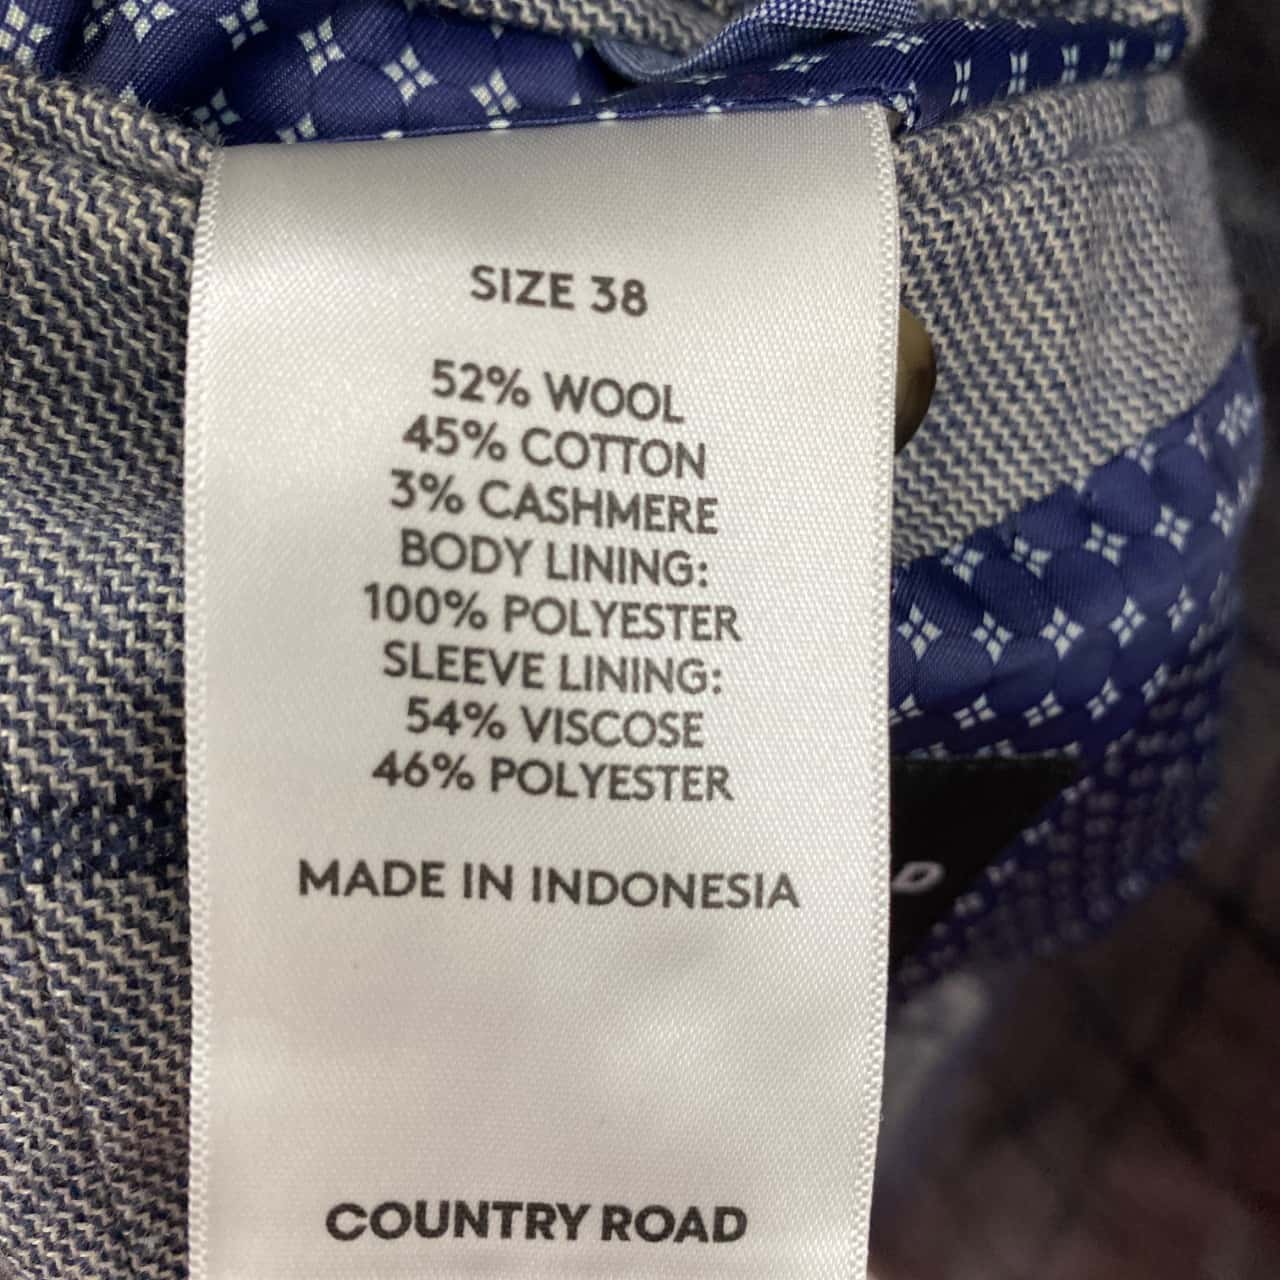 SIZE 38
52% WOOL
45% COTTON
3% CASHMERE
BODY LINING:
100% POLYESTER
SLEEVE LINING:
54% VISCOSE
46% POLYESTER
MADE IN INDONESIA
COUNTRY ROAD
D